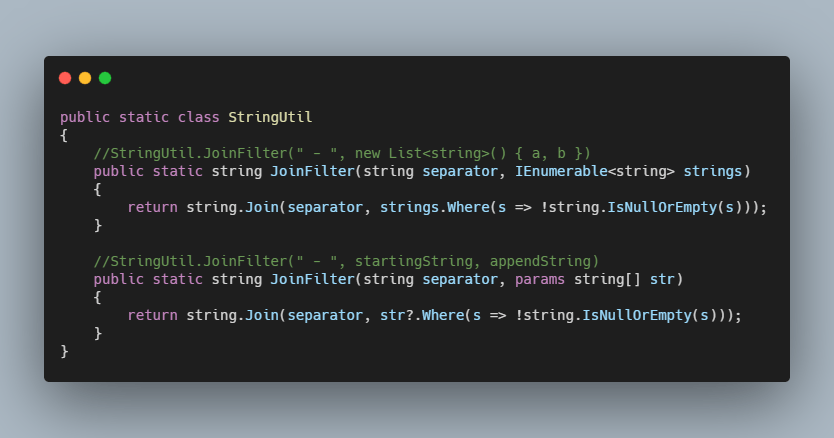 public static class StringUtil
{
    //StringUtil.JoinFilter(" - ", new List<string>() { a, b })
    public static string JoinFilter(string separator, IEnumerable<string> strings)
    {
        return string.Join(separator, strings.Where(s => !string.IsNullOrEmpty(s)));
    }

    //StringUtil.JoinFilter(" - ", startingString, appendString)
    public static string JoinFilter(string separator, params string[] str)
    {
        return string.Join(separator, str?.Where(s => !string.IsNullOrEmpty(s)));
    }
}